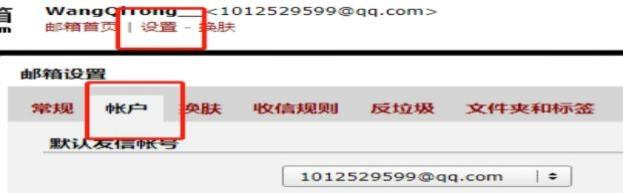 WangQiTong__<1012529599@qq.com>
邮箱首页 | 设置 - 换肤
邮箱设置
常规 帐户 换肤 收信规则 反垃圾 文件夹和标签
默认发信帐号
1012529599@qq.com